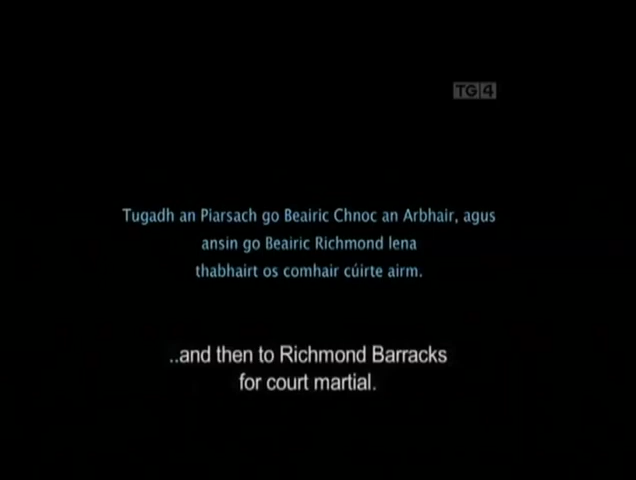 TG4
Tugadh an Piarsach go Beairic Chnoc an Arbhair, agus
ansin go Beairic Richmond lena
thabhairt os comhair cúirte airm.
..and then to Richmond Barracks
for court martial.